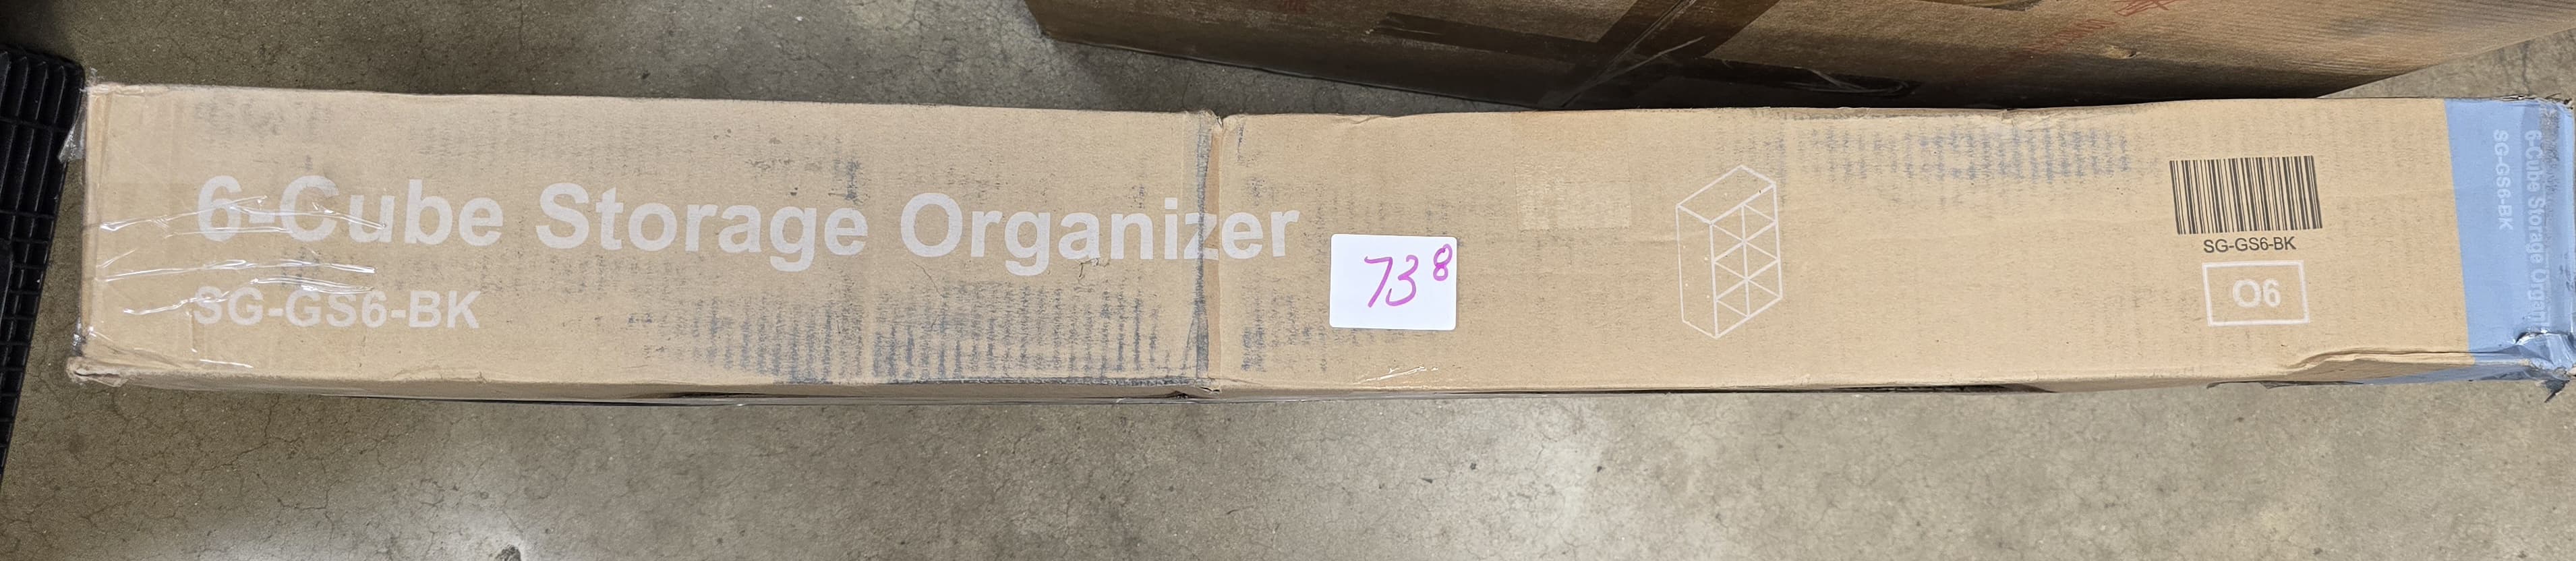 6-Cube Storage Organizer
SG-GS6-BK
73 8
SG-GS6-BK
O6
6-Cube Storage
SG-GS6-BK